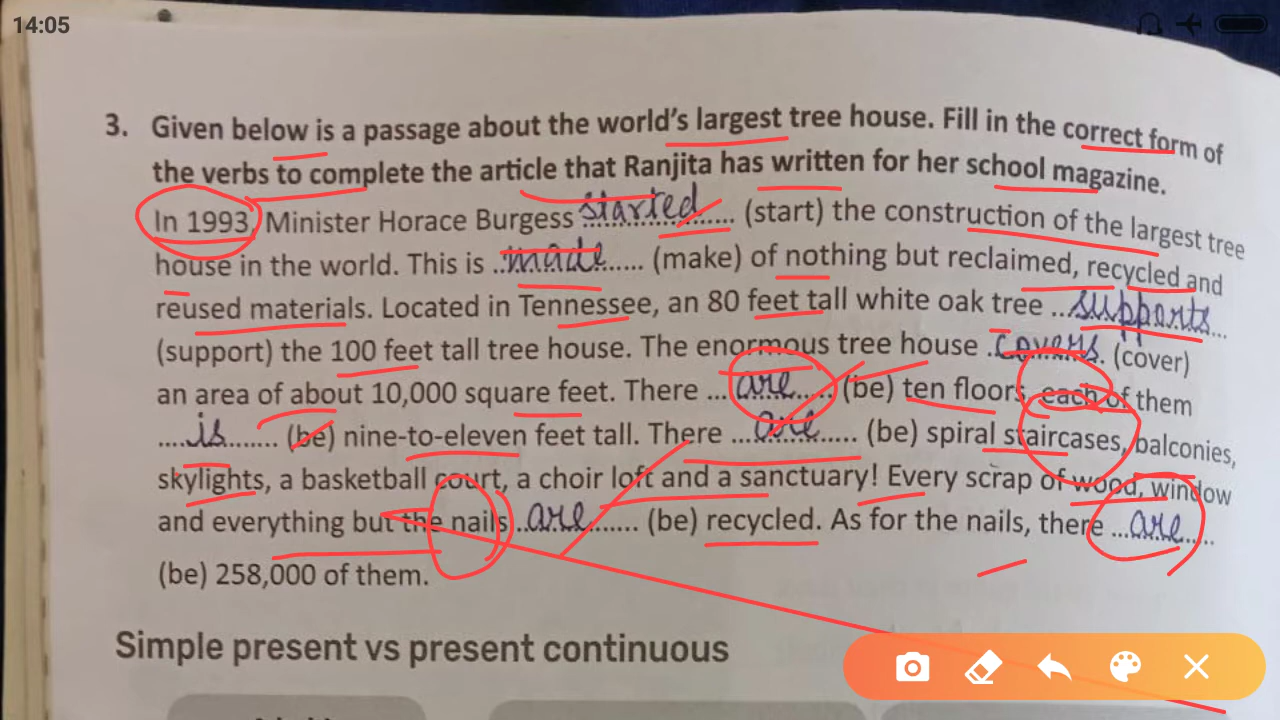 14:05
3. Given below is a passage about the world's largest tree house. Fill in the correct form of
the verbs to complete the article that Ranjita has written for her school magazine.
In 1993, Minister Horace Burgess started (start) the construction of the largest tree
house in the world. This is made (make) of nothing but reclaimed, recycled and
reused materials. Located in Tennessee, an 80 feet tall white oak tree supports
(support) the 100 feet tall tree house. The enormous tree house covers. (cover)
an area of about 10,000 square feet. There are (be) ten floors, each of them
is (be) nine-to-eleven feet tall. There are (be) spiral staircases, balconies,
skylights, a basketball court, a choir loft and a sanctuary! Every scrap of wood, window
and everything but the nails are (be) recycled. As for the nails, there are
(be) 258,000 of them.
Simple present vs present continuous